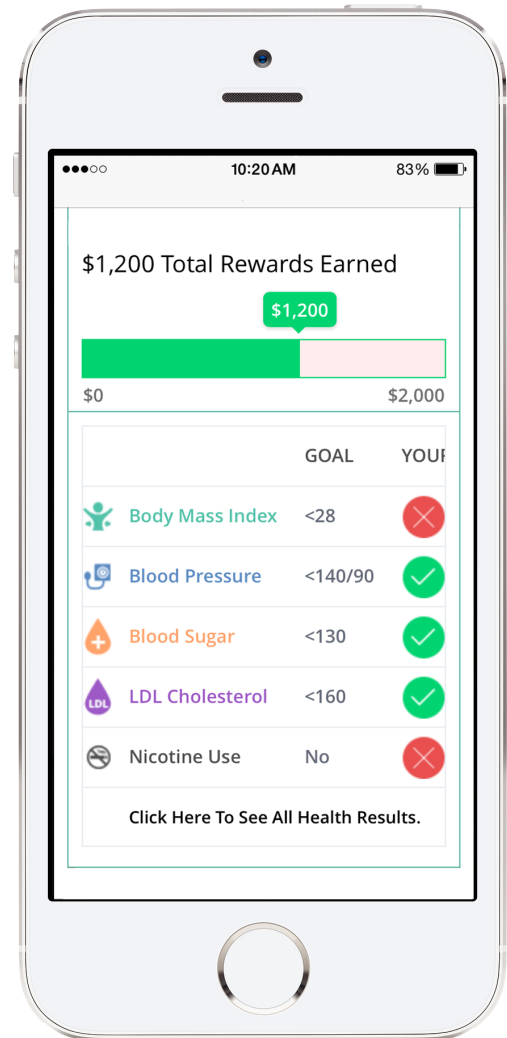 10:20 AM 83%
$1,200 Total Rewards Earned
$1,200
$0 $2,000
GOAL
Body Mass Index <28
Blood Pressure <140/90
Blood Sugar <130
LDL LDL Cholesterol <160
Nicotine Use No
Click Here To See All Health Results.